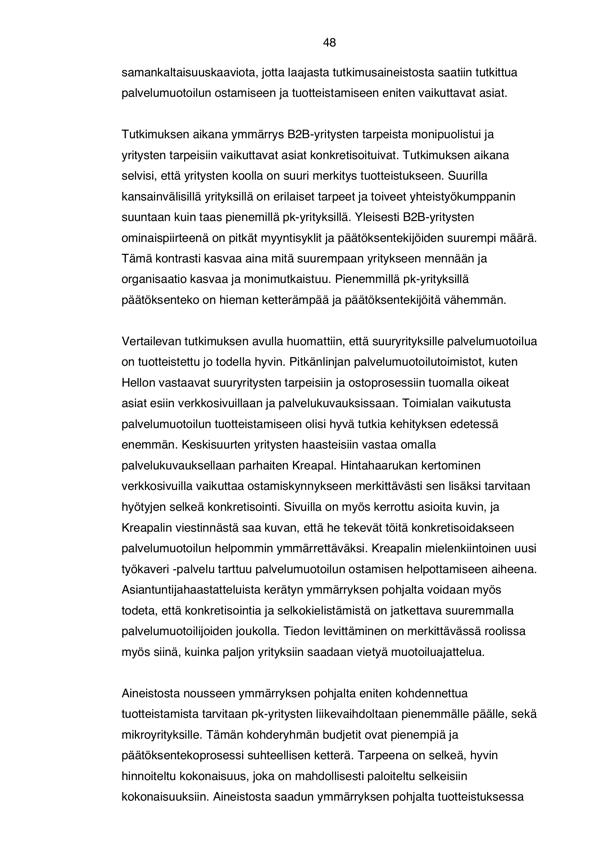 48
samankaltaisuuskaaviota, jotta laajasta tutkimusaineistosta saatiin tutkittua
palvelumuotoilun ostamiseen ja tuotteistamiseen eniten vaikuttavat asiat.
Tutkimuksen aikana ymmärrys B2B-yritysten tarpeista monipuolistui ja
yritysten tarpeisiin vaikuttavat asiat konkretisoituivat. Tutkimuksen aikana
selvisi, että yritysten koolla on suuri merkitys tuotteistukseen. Suurilla
kansainvälisillä yrityksillä on erilaiset tarpeet ja toiveet yhteistyökumppanin
suuntaan kuin taas pienemillä pk-yrityksillä. Yleisesti B2B-yritysten
ominaispiirteenä on pitkät myyntisyklit ja päätöksentekijöiden suurempi määrä.
Tämä kontrasti kasvaa aina mitä suurempaan yritykseen mennään ja
organisaatio kasvaa ja monimutkaistuu. Pienemmillä pk-yrityksillä
päätöksenteko on hieman ketterämpää ja päätöksentekijöitä vähemmän.
Vertailevan tutkimuksen avulla huomattiin, että suuryrityksille palvelumuotoilua
on tuotteistettu jo todella hyvin. Pitkänlinjan palvelumuotoilutoimistot, kuten
Hellon vastaavat suuryritysten tarpeisiin ja ostoprosessiin tuomalla oikeat
asiat esiin verkkosivuillaan ja palvelukuvauksissaan. Toimialan vaikutusta
palvelumuotoilun tuotteistamiseen olisi hyvä tutkia kehityksen edetessä
enemmän. Keskisuurten yritysten haasteisiin vastaa omalla
palvelukuvauksellaan parhaiten Kreapal. Hintahaarukan kertominen
verkkosivuilla vaikuttaa ostamiskynnykseen merkittävästi sen lisäksi tarvitaan
hyötyjen selkeä konkretisointi. Sivuilla on myös kerrottu asioita kuvin, ja
Kreapalin viestinnästä saa kuvan, että he tekevät töitä konkretisoidakseen
palvelumuotoilun helpommin ymmärrettäväksi. Kreapalin mielenkiintoinen uusi
työkaveri -palvelu tarttuu palvelumuotoilun ostamisen helpottamiseen aiheena.
Asiantuntijahaastatteluista kerätyn ymmärryksen pohjalta voidaan myös
todeta, että konkretisointia ja selkokielistämistä on jatkettava suuremmalla
palvelumuotoilijoiden joukolla. Tiedon levittäminen on merkittävässä roolissa
myös siinä, kuinka paljon yrityksiin saadaan vietyä muotoiluajattelua.
Aineistosta nousseen ymmärryksen pohjalta eniten kohdennettua
tuotteistamista tarvitaan pk-yritysten liikevaihdoltaan pienemmälle päälle, sekä
mikroyrityksille. Tämän kohderyhmän budjetit ovat pienempiä ja
päätöksentekoprosessi suhteellisen ketterä. Tarpeena on selkeä, hyvin
hinnoiteltu kokonaisuus, joka on mahdollisesti paloiteltu selkeisiin
kokonaisuuksiin. Aineistosta saadun ymmärryksen pohjalta tuotteistuksessa